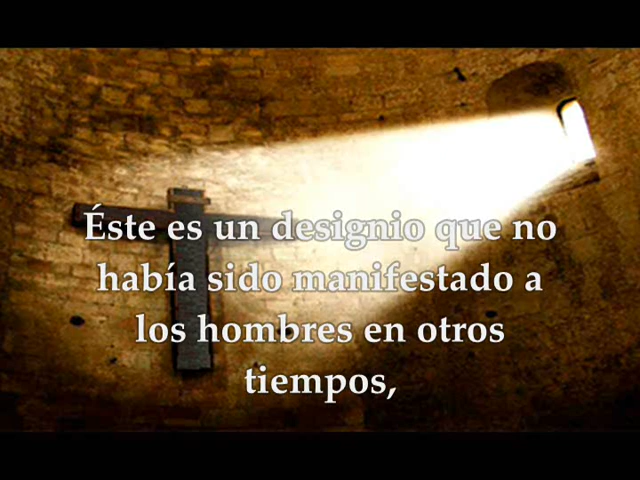 Éste es un designio que no
había sido manifestado a
los hombres en otros
tiempos,